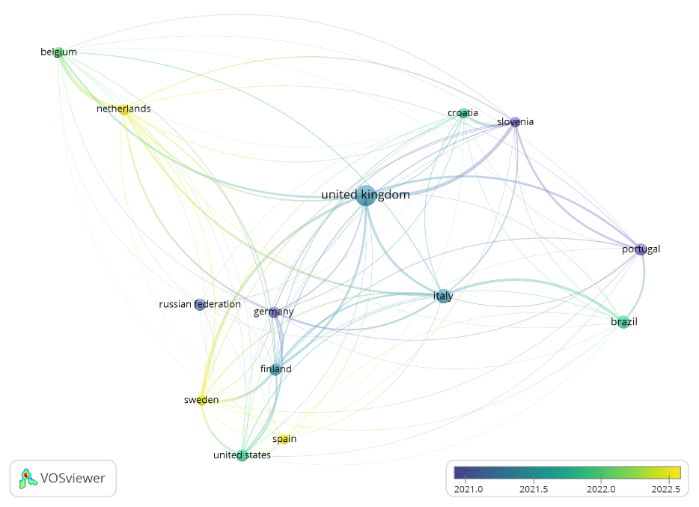 belgium
netherlands
croatia
slovenia
united kingdom
portugal
italy
russian federation
germany
brazil
finland
sweden
spain
united states
VOSviewer
2021.0 2021.5 2022.0 2022.5